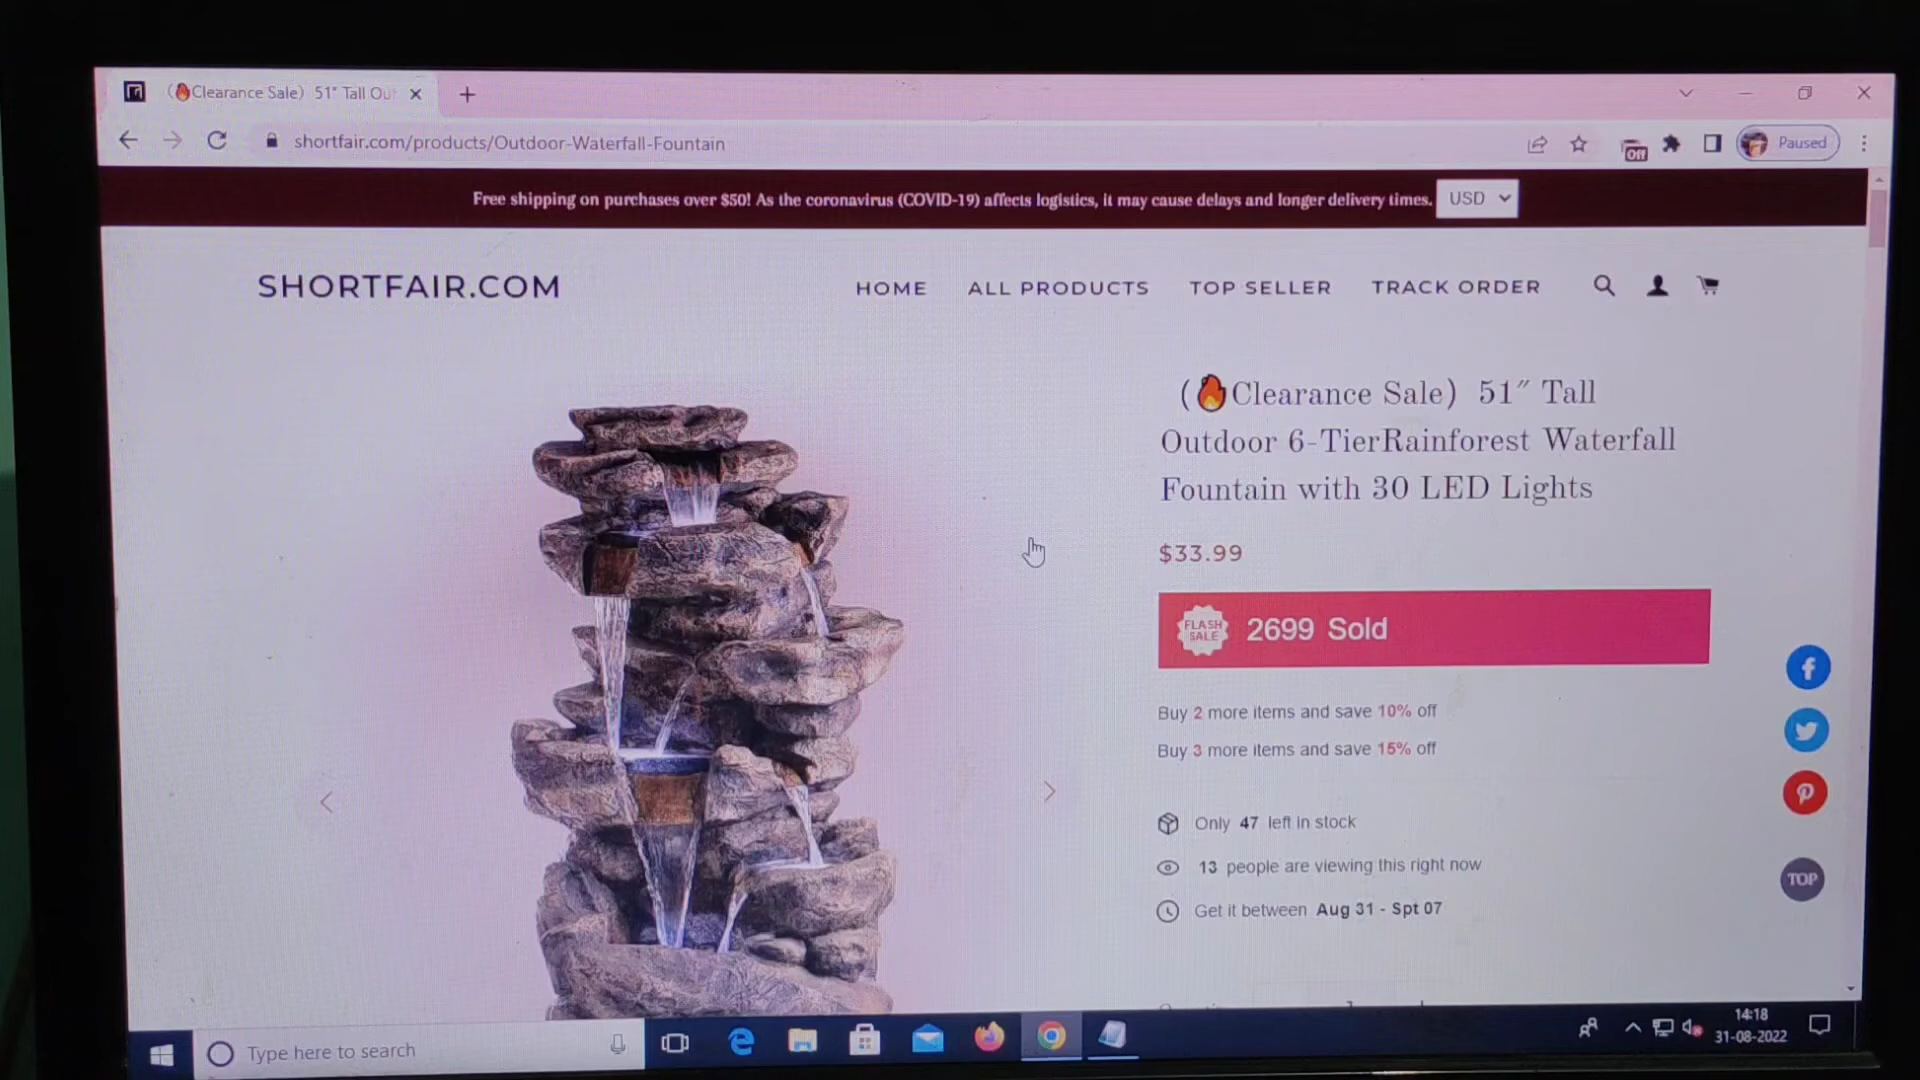 (🔥Clearance Sale) 51" Tall Ou
shortfair.com/products/Outdoor-Waterfall-Fountain
Off
Paused
Free shipping on purchases over $50! As the coronavirus (COVID-19) affects logistics, it may cause delays and longer delivery times.
USD
SHORTFAIR.COM
HOME
ALL PRODUCTS
TOP SELLER
TRACK ORDER
(🔥Clearance Sale) 51″ Tall
Outdoor 6-TierRainforest Waterfall
Fountain with 30 LED Lights
$33.99
FLASH
SALE
2699 Sold
Buy 2 more items and save 10% off
Buy 3 more items and save 15% off
Only 47 left in stock
13 people are viewing this right now
Get it between Aug 31 - Spt 07
TOP
Type here to search
14:18
31-08-2022